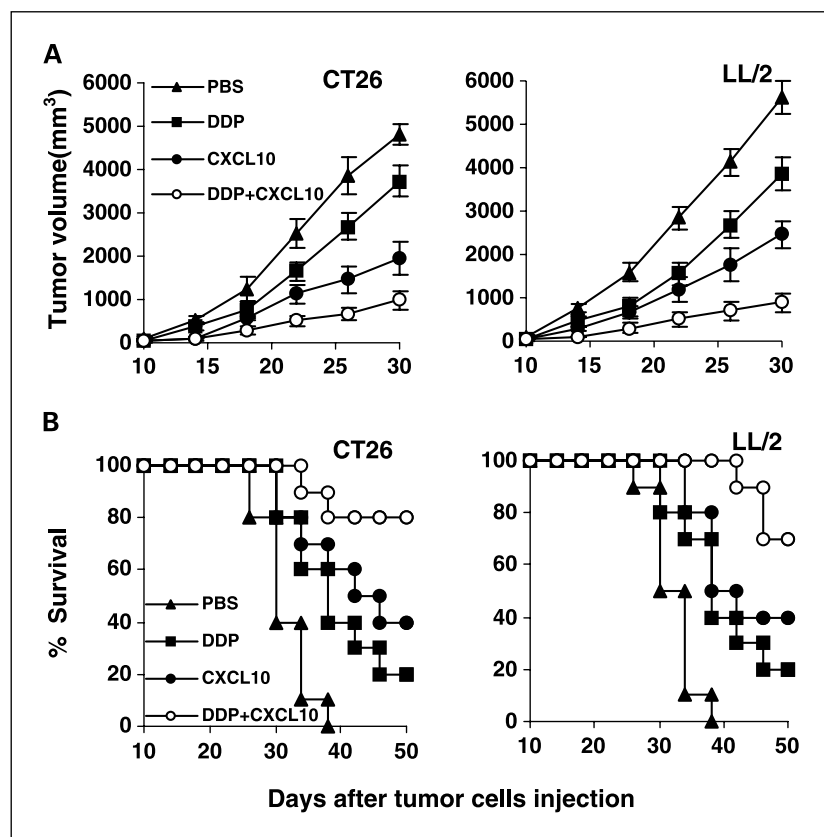 A
CT26
LL/2
Tumor volume(mm³)
6000
5000
4000
3000
2000
1000
0
PBS
DDP
CXCL10
DDP+CXCL10
10 15 20 25 30
6000
5000
4000
3000
2000
1000
0
10 15 20 25 30
B
CT26
LL/2
% Survival
100
80
60
40
20
0
PBS
DDP
CXCL10
DDP+CXCL10
10 20 30 40 50
100
80
60
40
20
0
10 20 30 40 50
Days after tumor cells injection